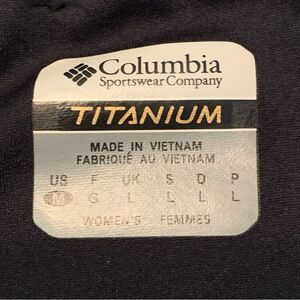 Columbia
Sportswear Company
TITANIUM
MADE IN VIETNAM
FABRIQUÉ AU VIETNAM
US F UK S D P
M G L L L L
WOMEN'S FEMMES